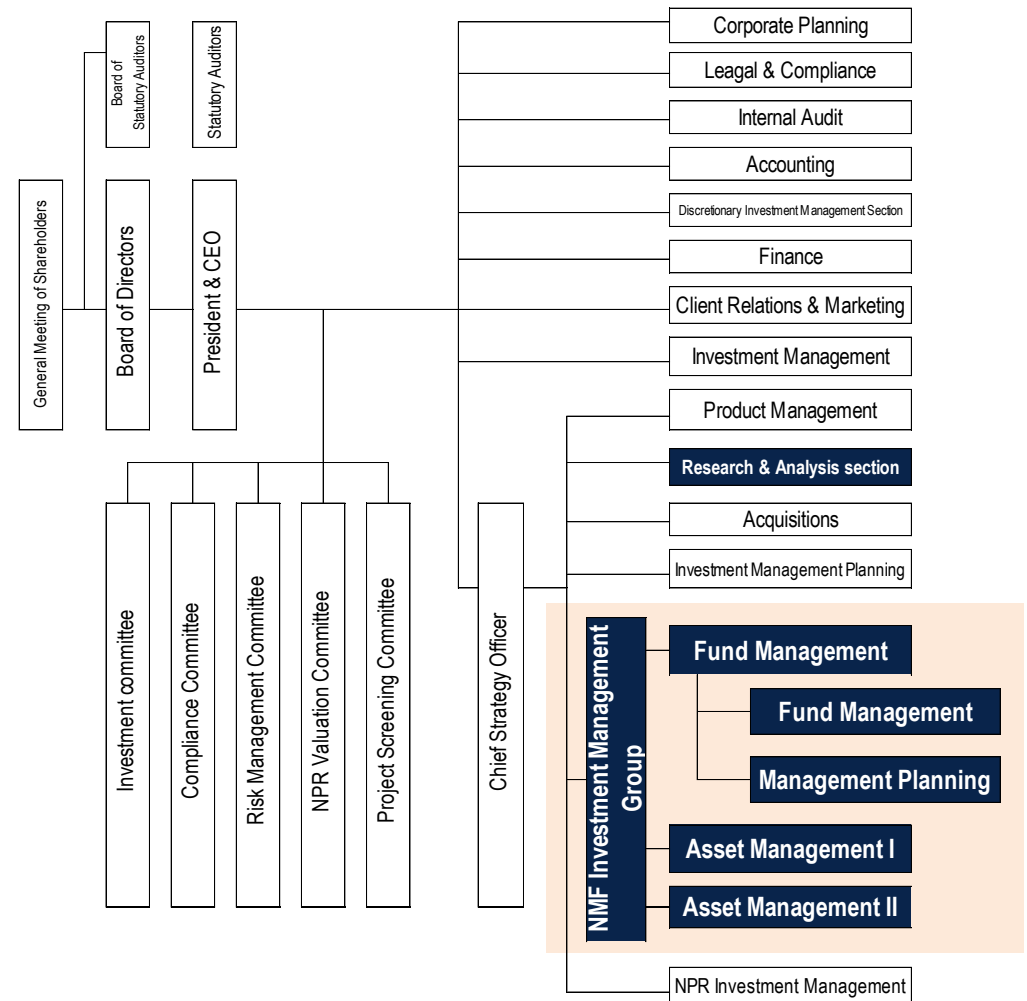 General Meeting of Shareholders
Board of
Statutory Auditors
Statutory Auditors
Board of Directors
President & CEO
Corporate Planning
Leagal & Compliance
Internal Audit
Accounting
Discretionary Investment Management Section
Finance
Client Relations & Marketing
Investment Management
Investment committee
Compliance Committee
Risk Management Committee
NPR Valuation Committee
Project Screening Committee
Chief Strategy Officer
Product Management
Research & Analysis section
Acquisitions
Investment Management Planning
NMF Investment Management
Group
Fund Management
Fund Management
Management Planning
Asset Management I
Asset Management II
NPR Investment Management